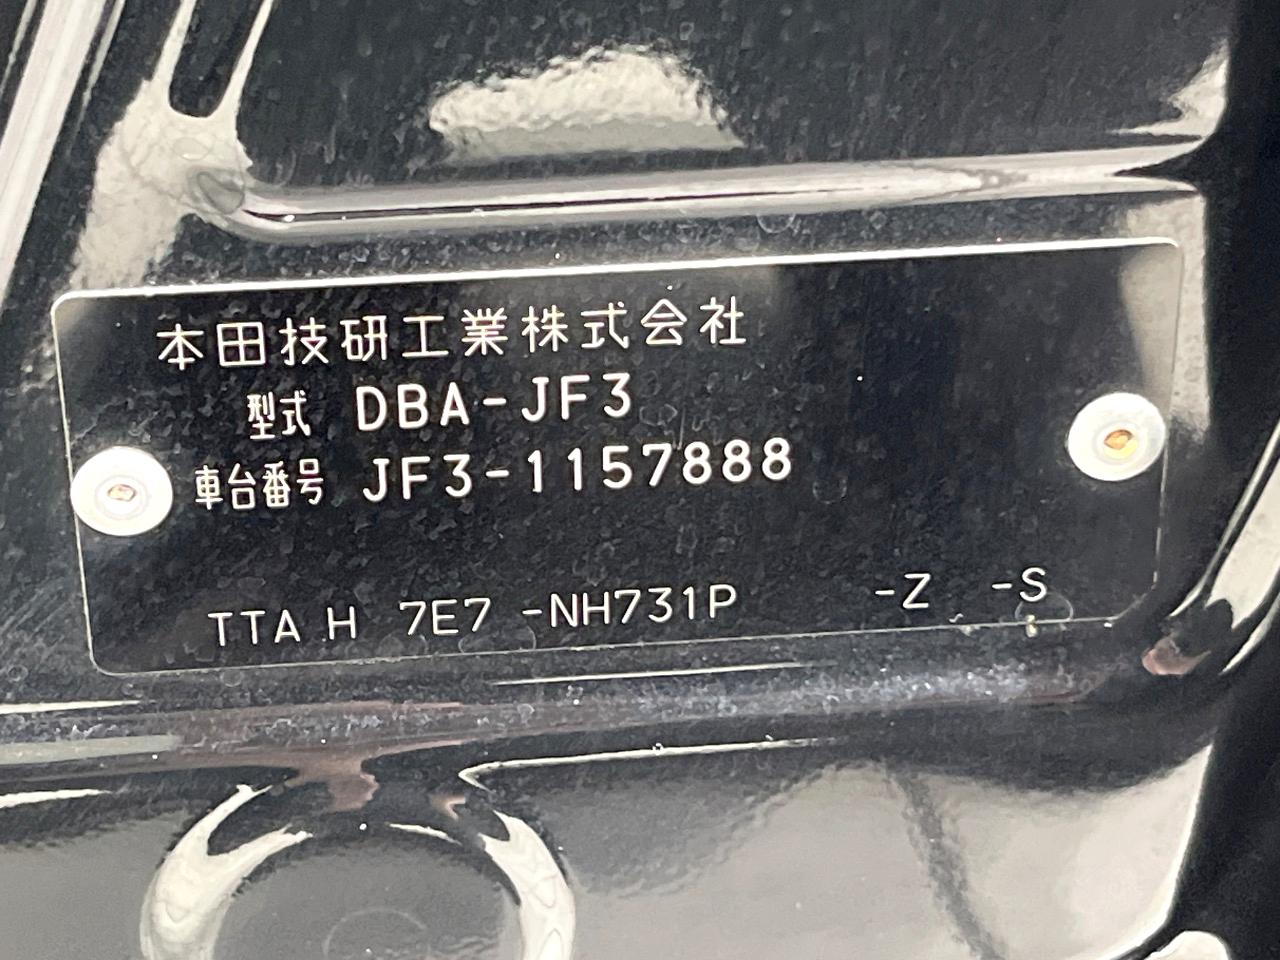 本田技研工業株式会社
型式 DBA-JF3
車台番号 JF3-1157888
TTA H 7E7 -NH731P -Z -S